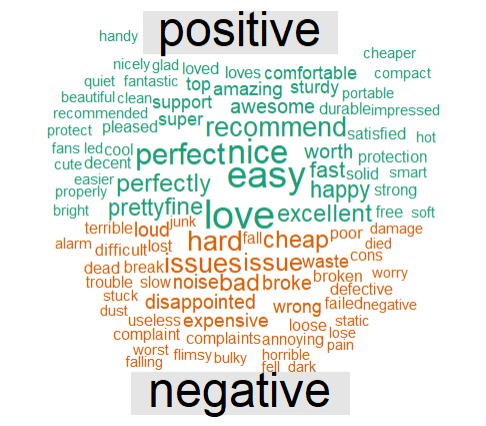 positive
handy
cheaper
nicely glad loved loves comfortable compact
quiet fantastic top amazing sturdy portable
beautiful clean support awesome durable impressed
recommended super recommend
protect pleased satisfied hot
fans led cool perfect nice worth protection
cute decent easy fast solid smart
easier perfectly happy strong
properly
bright pretty fine love excellent free soft
terrible loud junk hard fall cheap poor damage
alarm difficult lost died
dead break issues issue waste cons
trouble slow noise bad broke broken worry
stuck disappointed wrong defective
dust failed negative
useless expensive loose static
complaint complaints annoying lose
worst flimsy bulky horrible pain
falling fell dark
negative